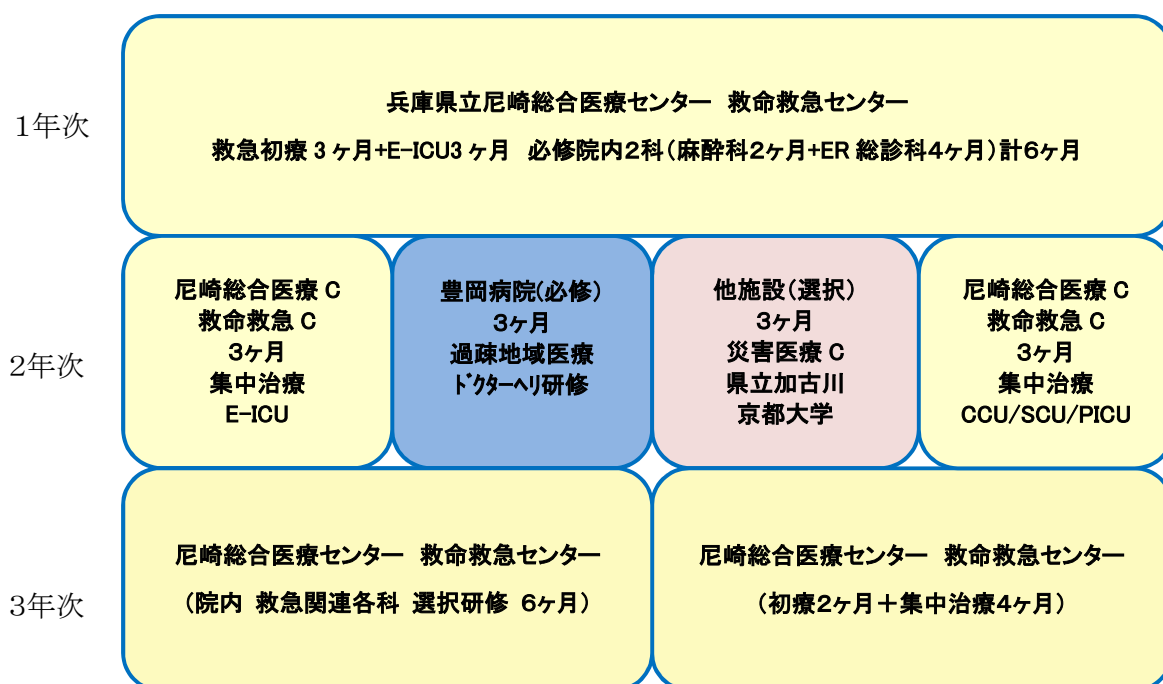 1年次
兵庫県立尼崎総合医療センター 救命救急センター
救急初療3ヶ月+E-ICU3ヶ月 必修院内2科(麻酔科2ヶ月+ER総診科4ヶ月)計6ヶ月
2年次
尼崎総合医療C
救命救急C
3ヶ月
集中治療
E-ICU
豊岡病院(必修)
3ヶ月
過疎地域医療
ドクターヘリ研修
他施設(選択)
3ヶ月
災害医療C
県立加古川
京都大学
尼崎総合医療C
救命救急C
3ヶ月
集中治療
CCU/SCU/PICU
3年次
尼崎総合医療センター 救命救急センター
(院内 救急関連各科 選択研修 6ヶ月)
尼崎総合医療センター 救命救急センター
(初療2ヶ月+集中治療4ヶ月)